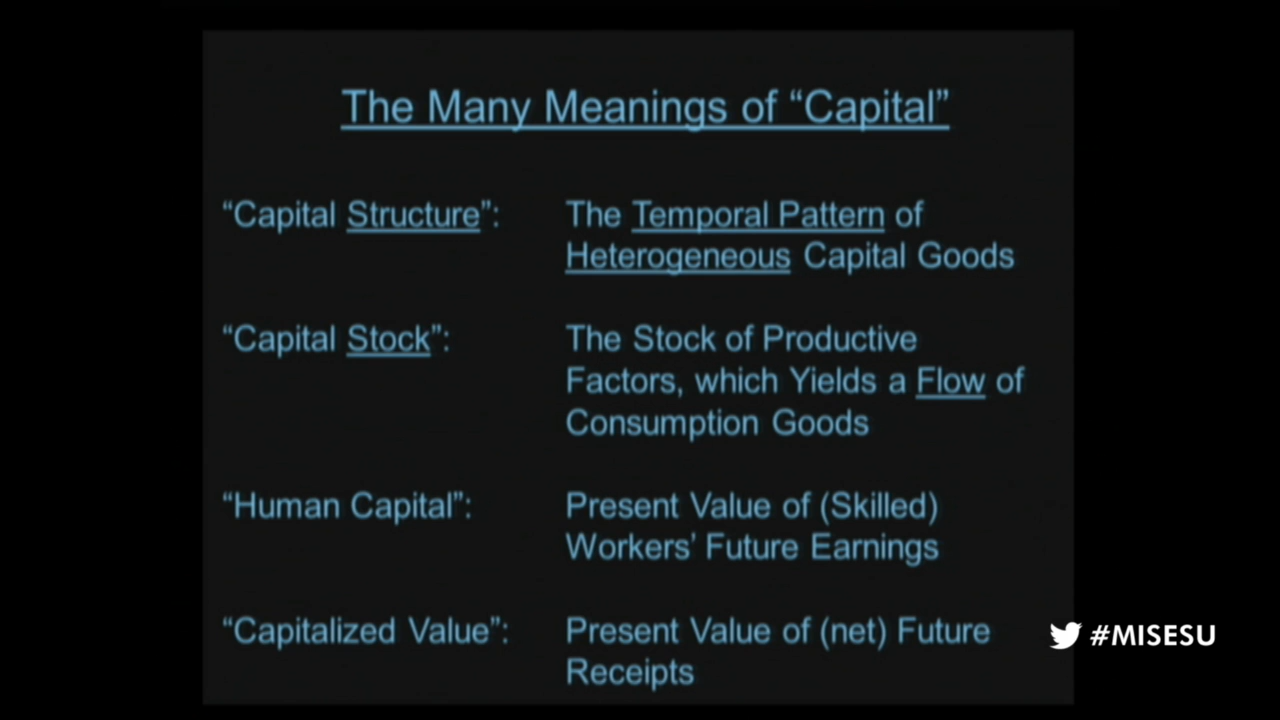 The Many Meanings of “Capital”
“Capital Structure”:
The Temporal Pattern of
Heterogeneous Capital Goods
“Capital Stock”:
The Stock of Productive
Factors, which Yields a Flow of
Consumption Goods
“Human Capital”:
Present Value of (Skilled)
Workers’ Future Earnings
“Capitalized Value”:
Present Value of (net) Future
Receipts
#MISESU